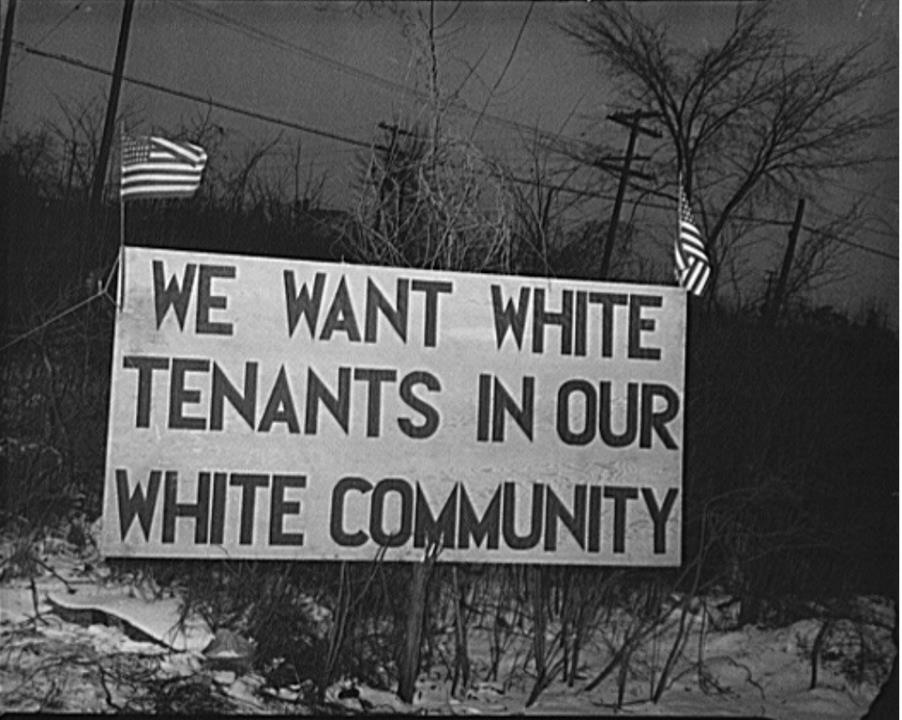 WE WANT WHITE
TENANTS IN OUR
WHITE COMMUNITY